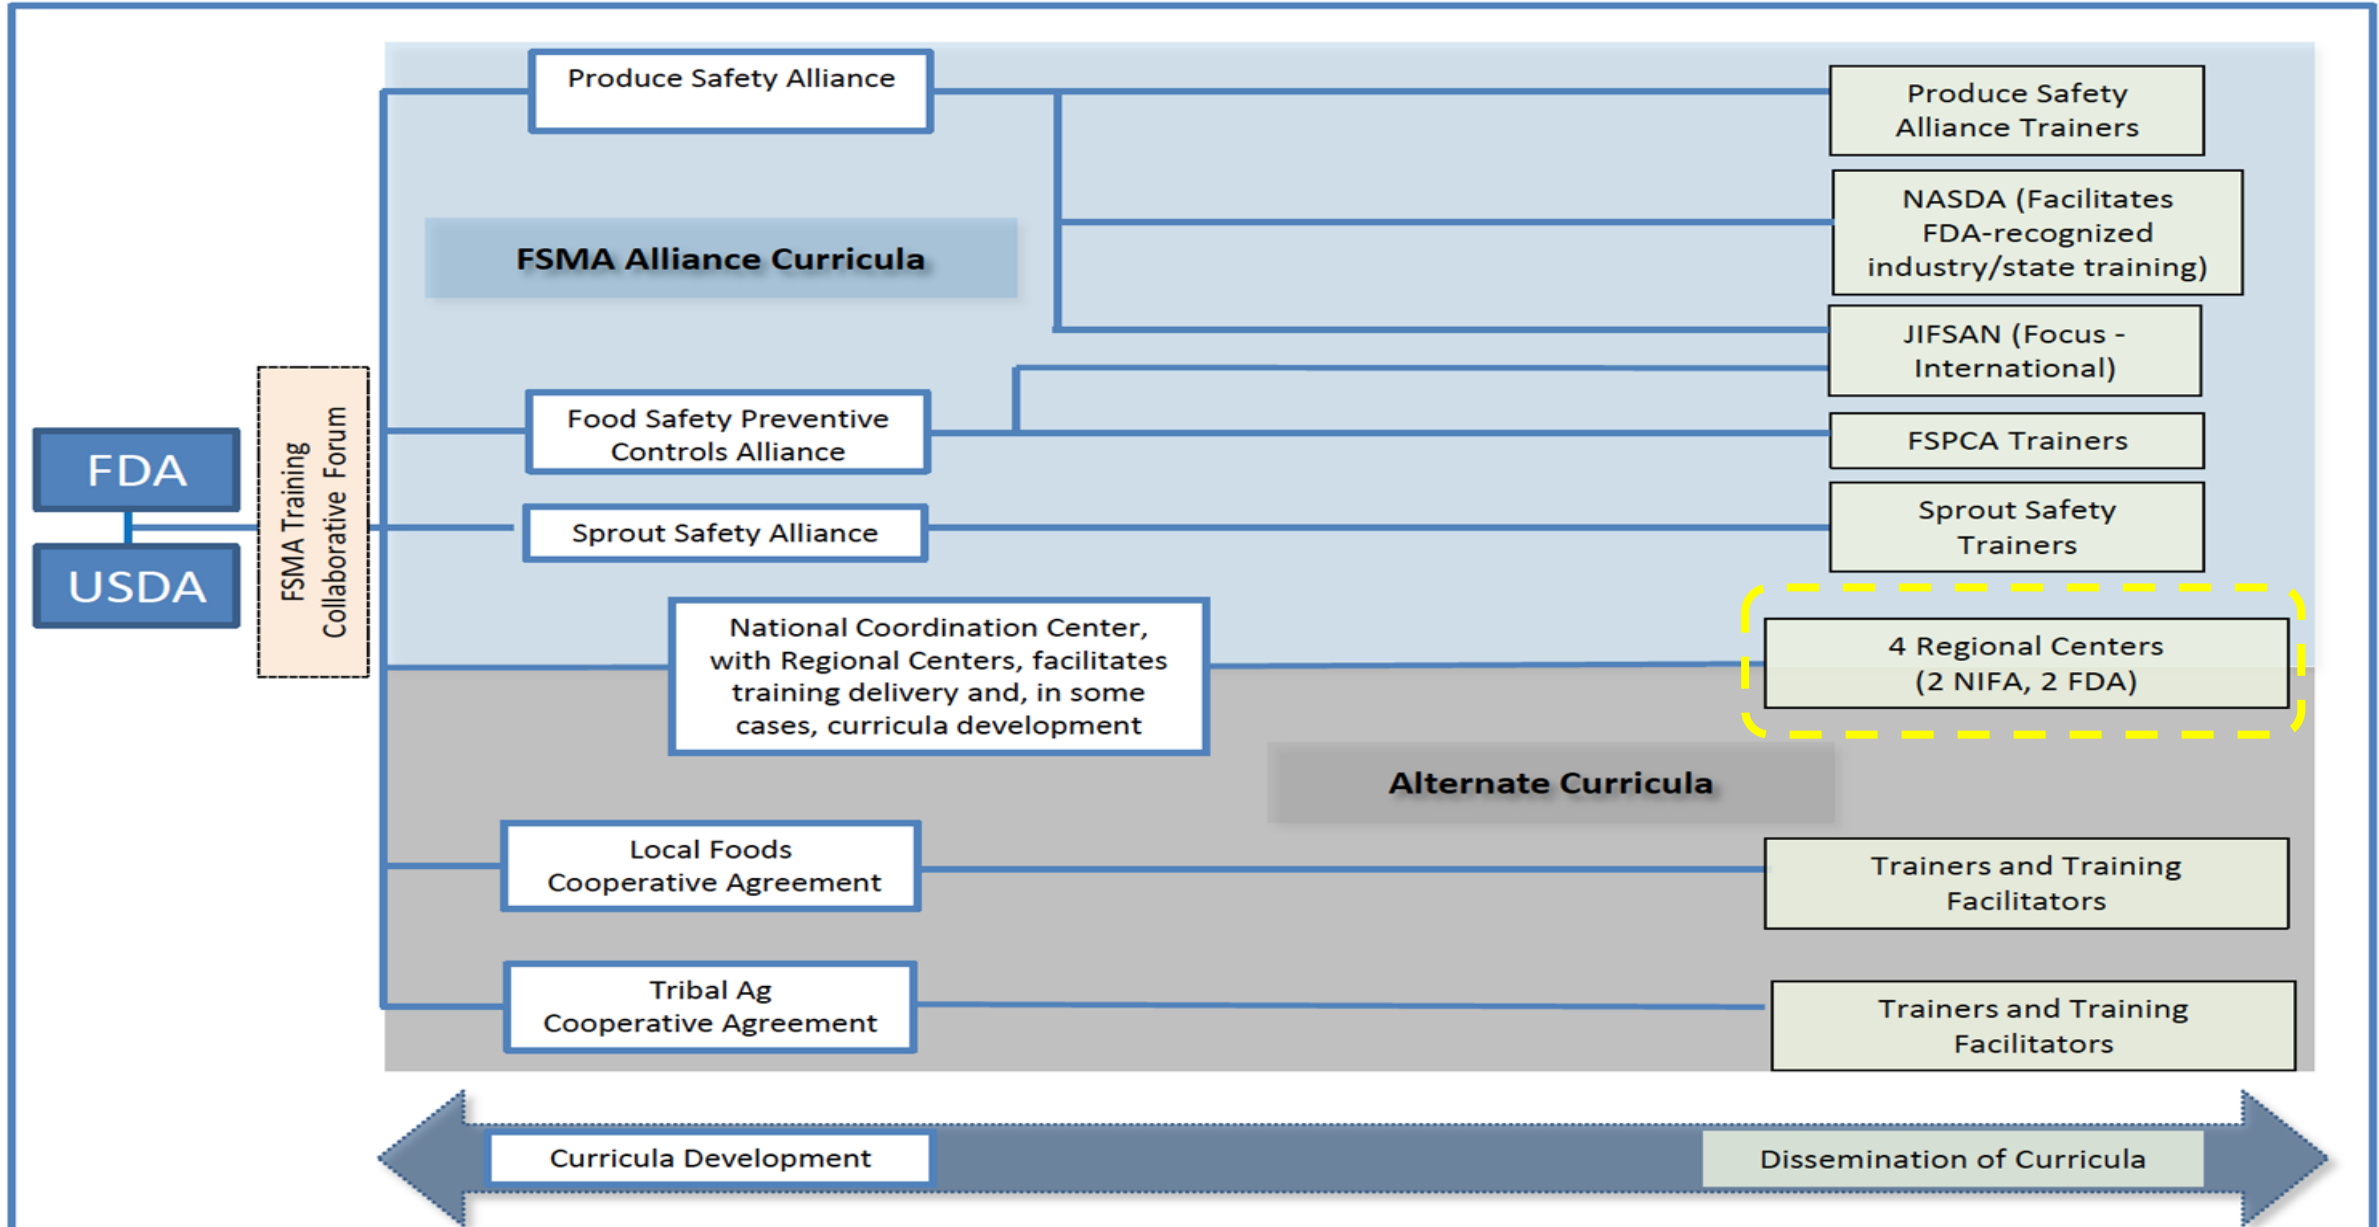 Produce Safety Alliance
Produce Safety
Alliance Trainers
NASDA (Facilitates
FDA-recognized
industry/state training)
FSMA Alliance Curricula
JIFSAN (Focus -
International)
Food Safety Preventive
Controls Alliance
FSPCA Trainers
FDA
USDA
FSMA Training
Collaborative Forum
Sprout Safety Alliance
Sprout Safety
Trainers
National Coordination Center,
with Regional Centers, facilitates
training delivery and, in some
cases, curricula development
4 Regional Centers
(2 NIFA, 2 FDA)
Alternate Curricula
Local Foods
Cooperative Agreement
Trainers and Training
Facilitators
Tribal Ag
Cooperative Agreement
Trainers and Training
Facilitators
Curricula Development
Dissemination of Curricula